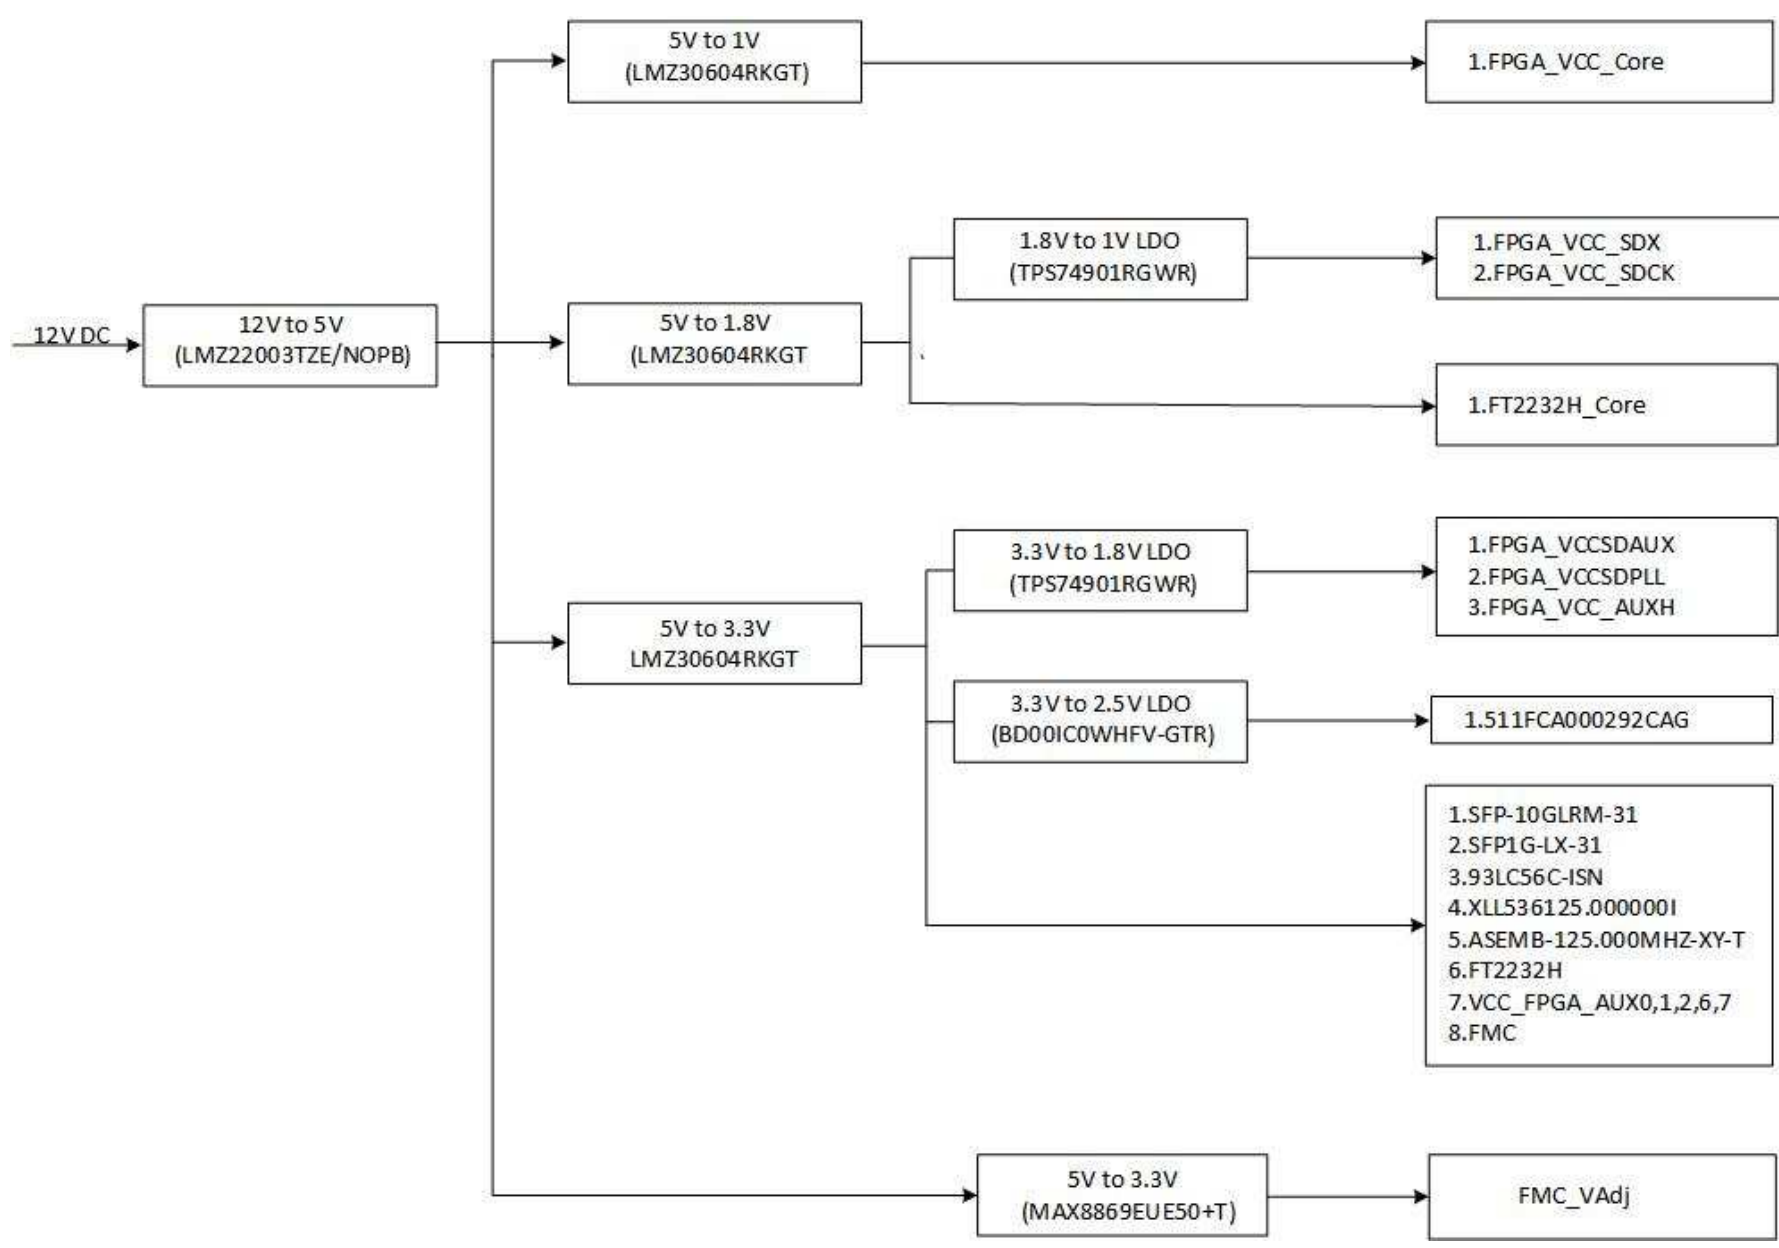 5V to 1V
(LMZ30604RKGT)
1.FPGA_VCC_Core
1.8V to 1V LDO
(TPS74901RGWR)
1.FPGA_VCC_SDX
2.FPGA_VCC_SDCK
12V DC
12V to 5V
(LMZ22003TZE/NOPB)
5V to 1.8V
(LMZ30604RKGT
1.FT2232H_Core
3.3V to 1.8V LDO
(TPS74901RGWR)
1.FPGA_VCCSDAUX
2.FPGA_VCCSDPLL
3.FPGA_VCC_AUXH
5V to 3.3V
LMZ30604RKGT
3.3V to 2.5V LDO
(BD00IC0WHFV-GTR)
1.511FCA000292CAG
1.SFP-10GLRM-31
2.SFP1G-LX-31
3.93LC56C-ISN
4.XLL536125.000000I
5.ASEMB-125.000MHZ-XY-T
6.FT2232H
7.VCC_FPGA_AUX0,1,2,6,7
8.FMC
5V to 3.3V
(MAX8869EUE50+T)
FMC_VAdj